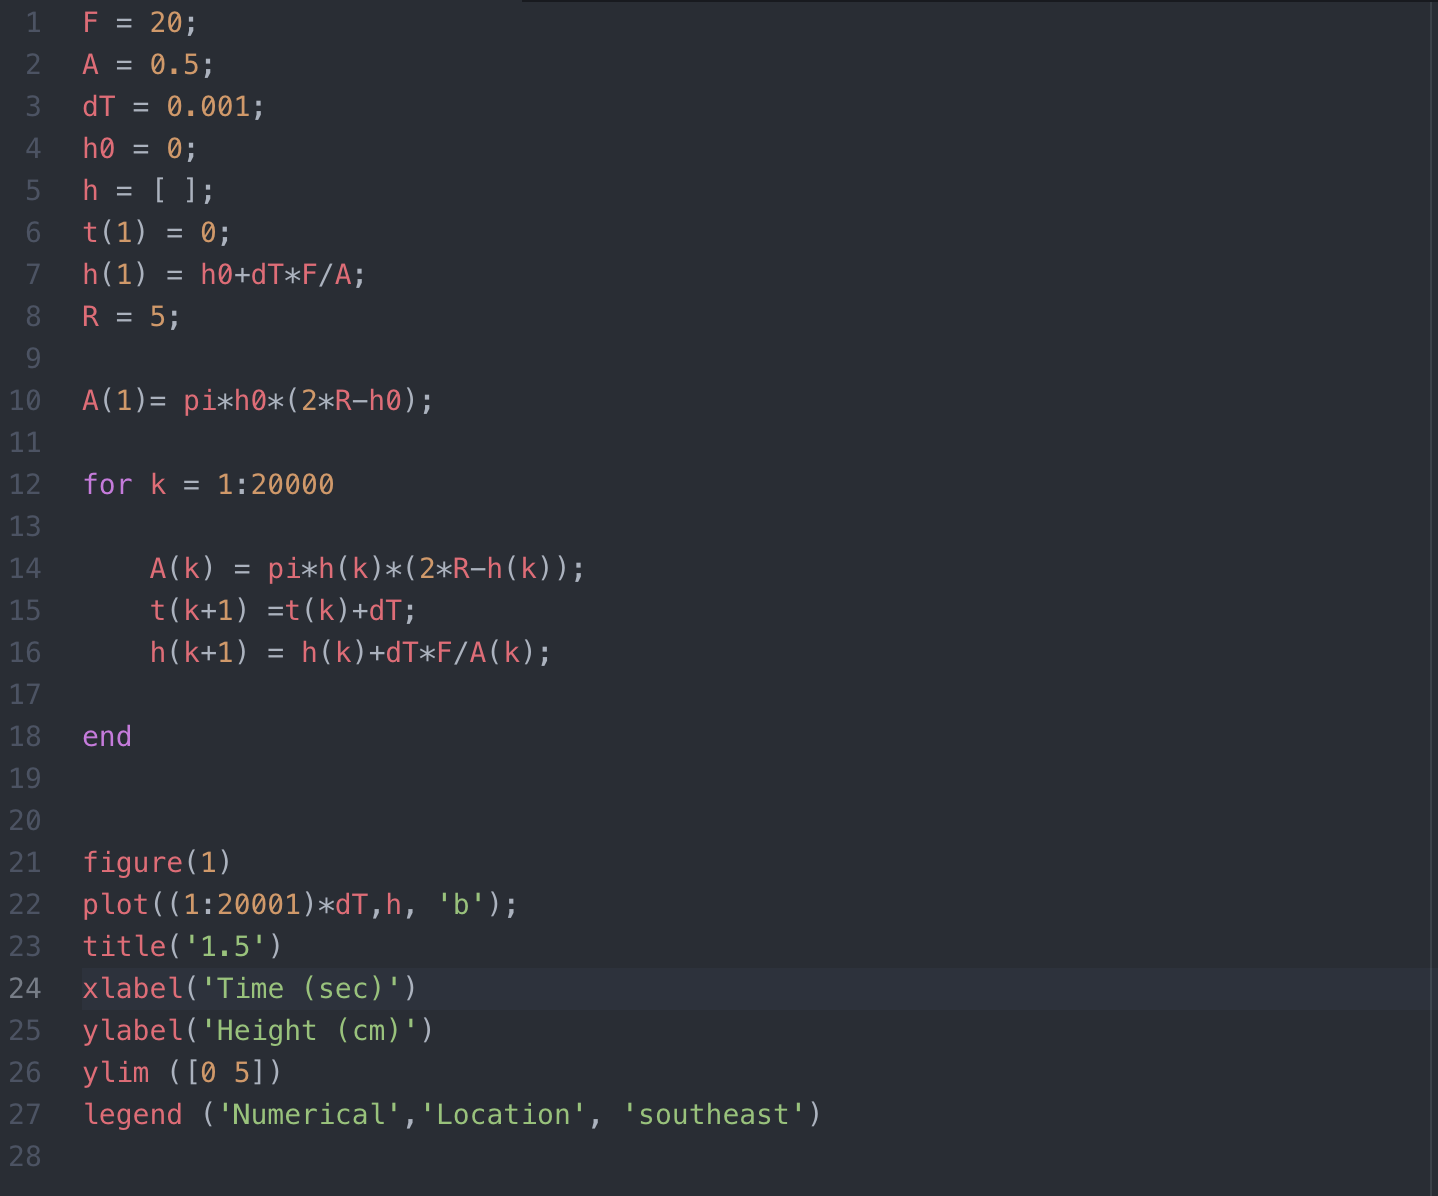 1 F = 20;
2 A = 0.5;
3 dT = 0.001;
4 h0 = 0;
5 h = [ ];
6 t(1) = 0;
7 h(1) = h0+dT*F/A;
8 R = 5;
9
10 A(1)= pi*h0*(2*R-h0);
11
12 for k = 1:20000
13
14     A(k) = pi*h(k)*(2*R-h(k));
15     t(k+1) =t(k)+dT;
16     h(k+1) = h(k)+dT*F/A(k);
17
18 end
19
20
21 figure(1)
22 plot((1:20001)*dT,h, 'b');
23 title('1.5')
24 xlabel('Time (sec)')
25 ylabel('Height (cm)')
26 ylim ([0 5])
27 legend ('Numerical','Location', 'southeast')
28